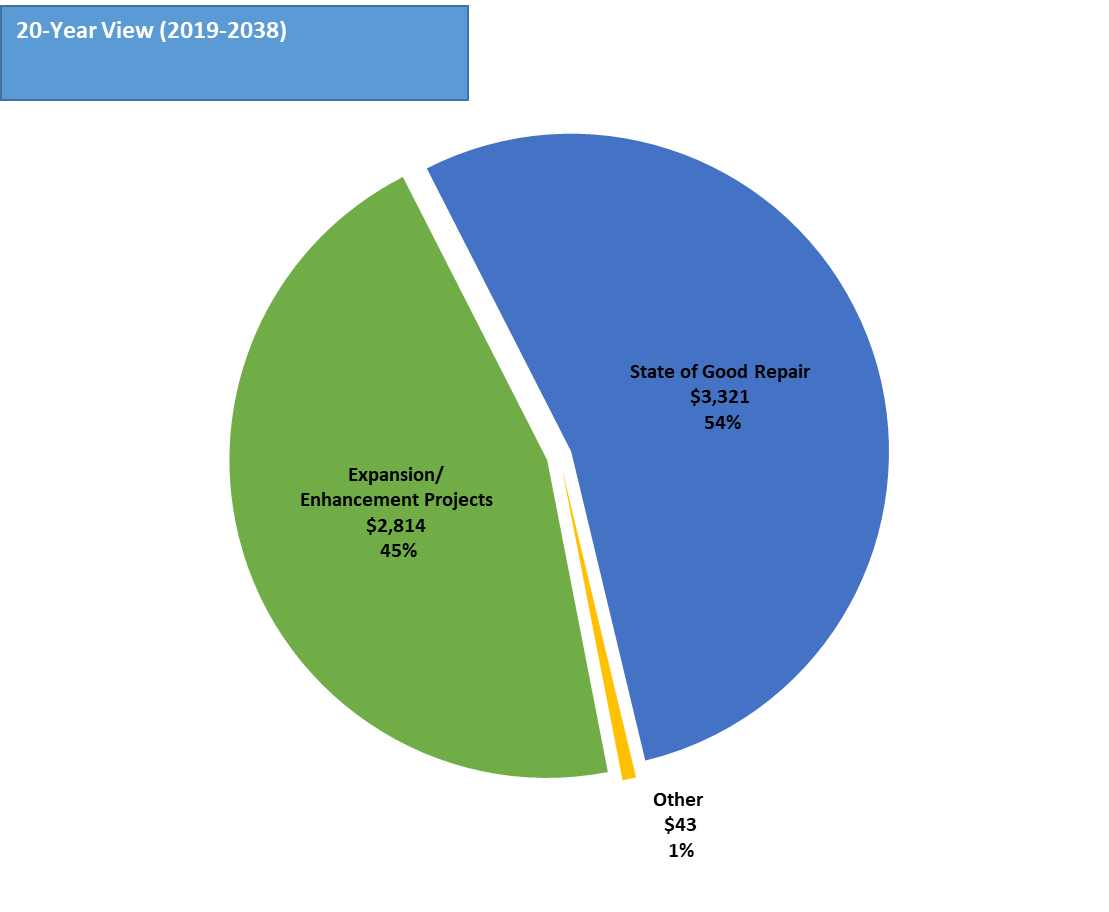 20-Year View (2019-2038)
State of Good Repair
$3,321
54%
Expansion/
Enhancement Projects
$2,814
45%
Other
$43
1%